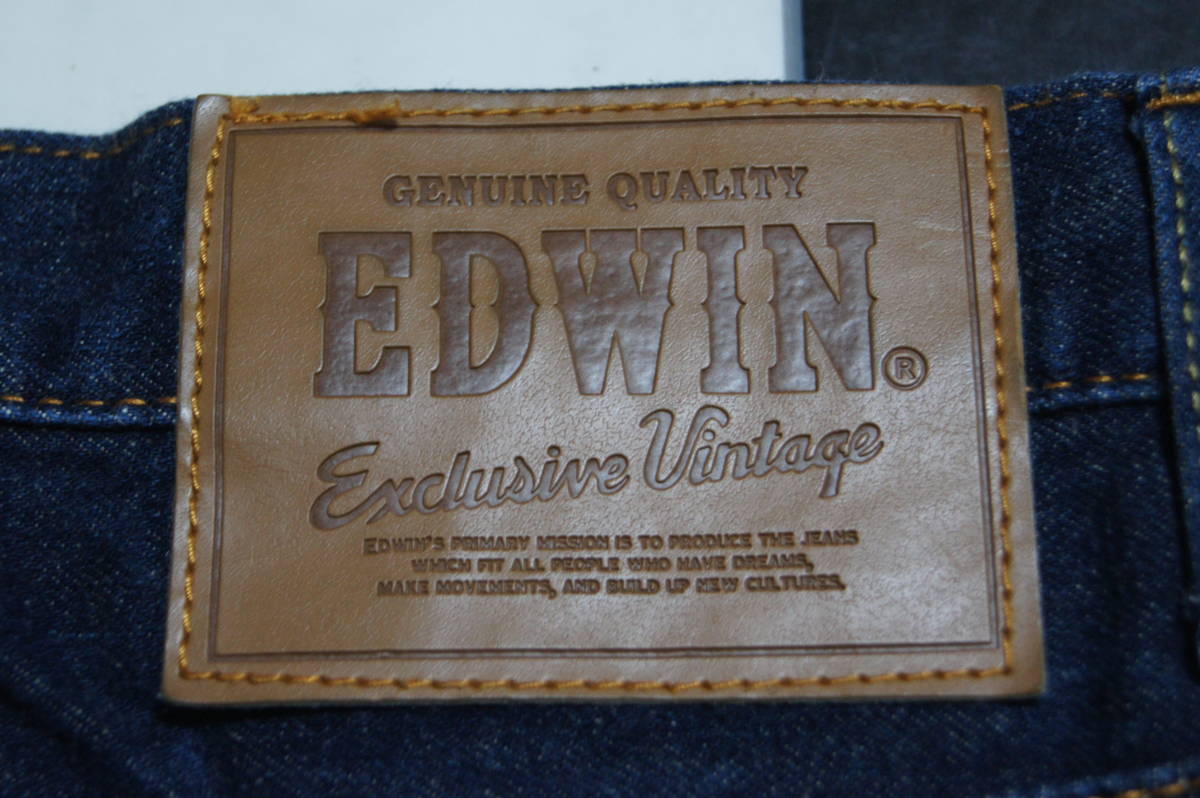 GENUINE QUALITY
EDWIN®
Exclusive Vintage
EDWIN'S PRIMARY MISSION IS TO PRODUCE THE JEANS
WHICH FIT ALL PEOPLE WHO HAVE DREAMS,
MAKE MOVEMENTS, AND BUILD UP NEW CULTURES.